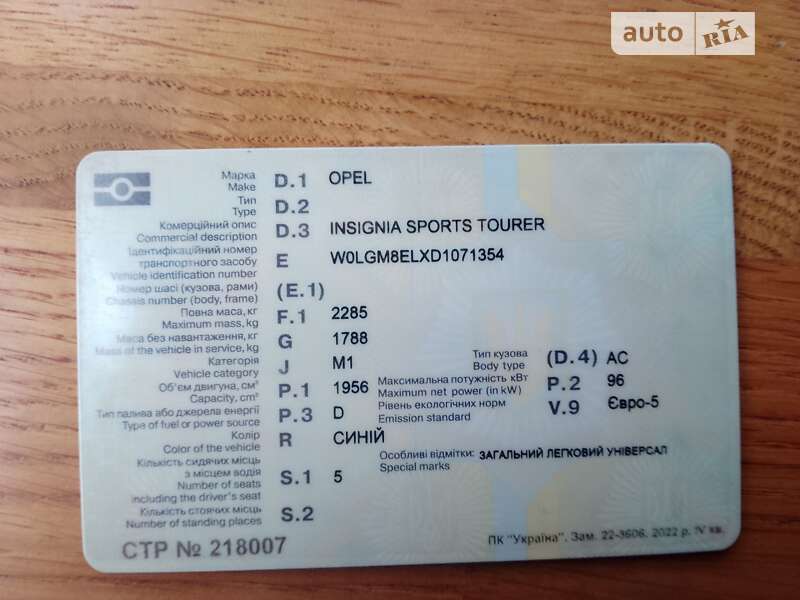 auto RIA
Марка
Make
D.1 OPEL
Тип
Type
D.2
Комерційний опис
Commercial description
D.3 INSIGNIA SPORTS TOURER
Ідентифікаційний номер
транспортного засобу
Vehicle identification number
E W0LGM8ELXD1071354
Номер шасі (кузова, рами)
Chassis number (body, frame)
(E.1)
Повна маса, кг
Maximum mass, kg
F.1 2285
Маса без навантаження, кг
Mass of the vehicle in service, kg
G 1788
Категорія
Vehicle category
J M1
Тип кузова
Body type
(D.4) AC
Об'єм двигуна, см³
Capacity, cm³
P.1 1956
Максимальна потужність кВт
Maximum net power (in kW)
P.2 96
Тип палива або джерела енергії
Type of fuel or power source
P.3 D
Рівень екологічних норм
Emission standard
V.9 Євро-5
Колір
Color of the vehicle
R СИНІЙ
Особливі відмітки: ЗАГАЛЬНИЙ ЛЕГКОВИЙ УНІВЕРСАЛ
Special marks
Кількість сидячих місць
з місцем водія
Number of seats
including the driver's seat
S.1 5
Кількість стоячих місць
Number of standing places
S.2
СТР № 218007
ПК "Україна". Зам. 22-3606. 2022 р. IV кв.